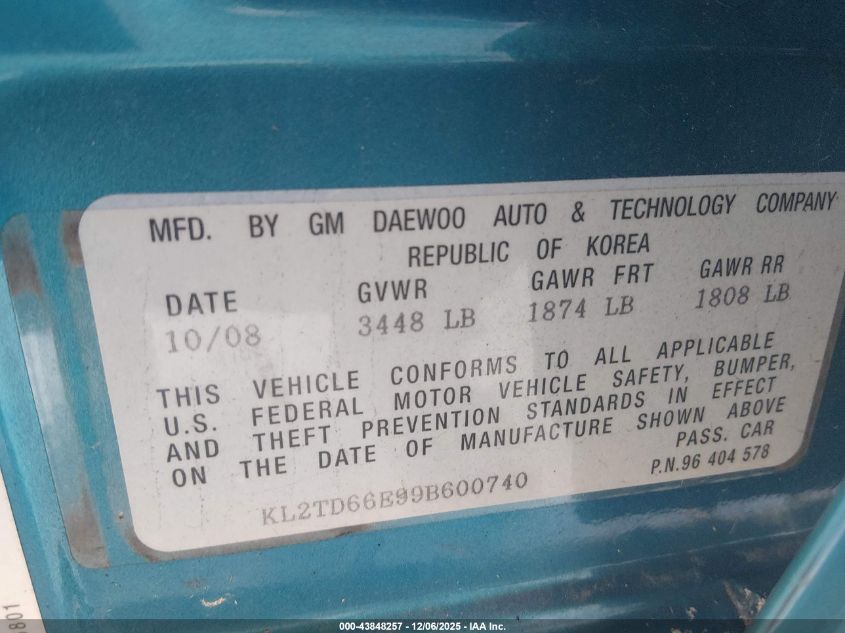 MFD. BY GM DAEWOO AUTO & TECHNOLOGY COMPANY
REPUBLIC OF KOREA
DATE GVWR GAWR FRT GAWR RR
10/08 3448 LB 1874 LB 1808 LB
THIS VEHICLE CONFORMS TO ALL APPLICABLE
U.S. FEDERAL MOTOR VEHICLE SAFETY, BUMPER,
AND THEFT PREVENTION STANDARDS IN EFFECT
ON THE DATE OF MANUFACTURE SHOWN ABOVE
PASS. CAR
KL2TD66E99B600740 P.N.96 404 578
000-43848257 - 12/06/2025 - IAA Inc.